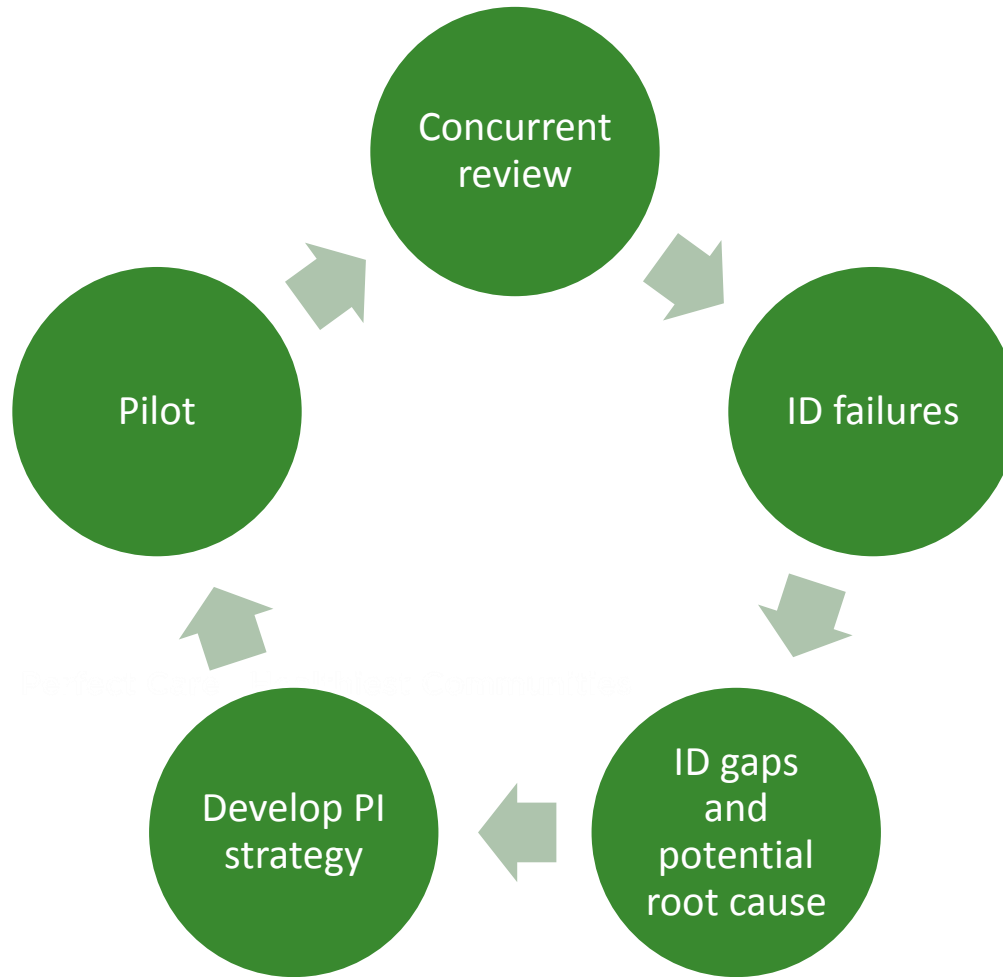 Concurrent
review
ID failures
ID gaps
and
potential
root cause
Develop PI
strategy
Pilot